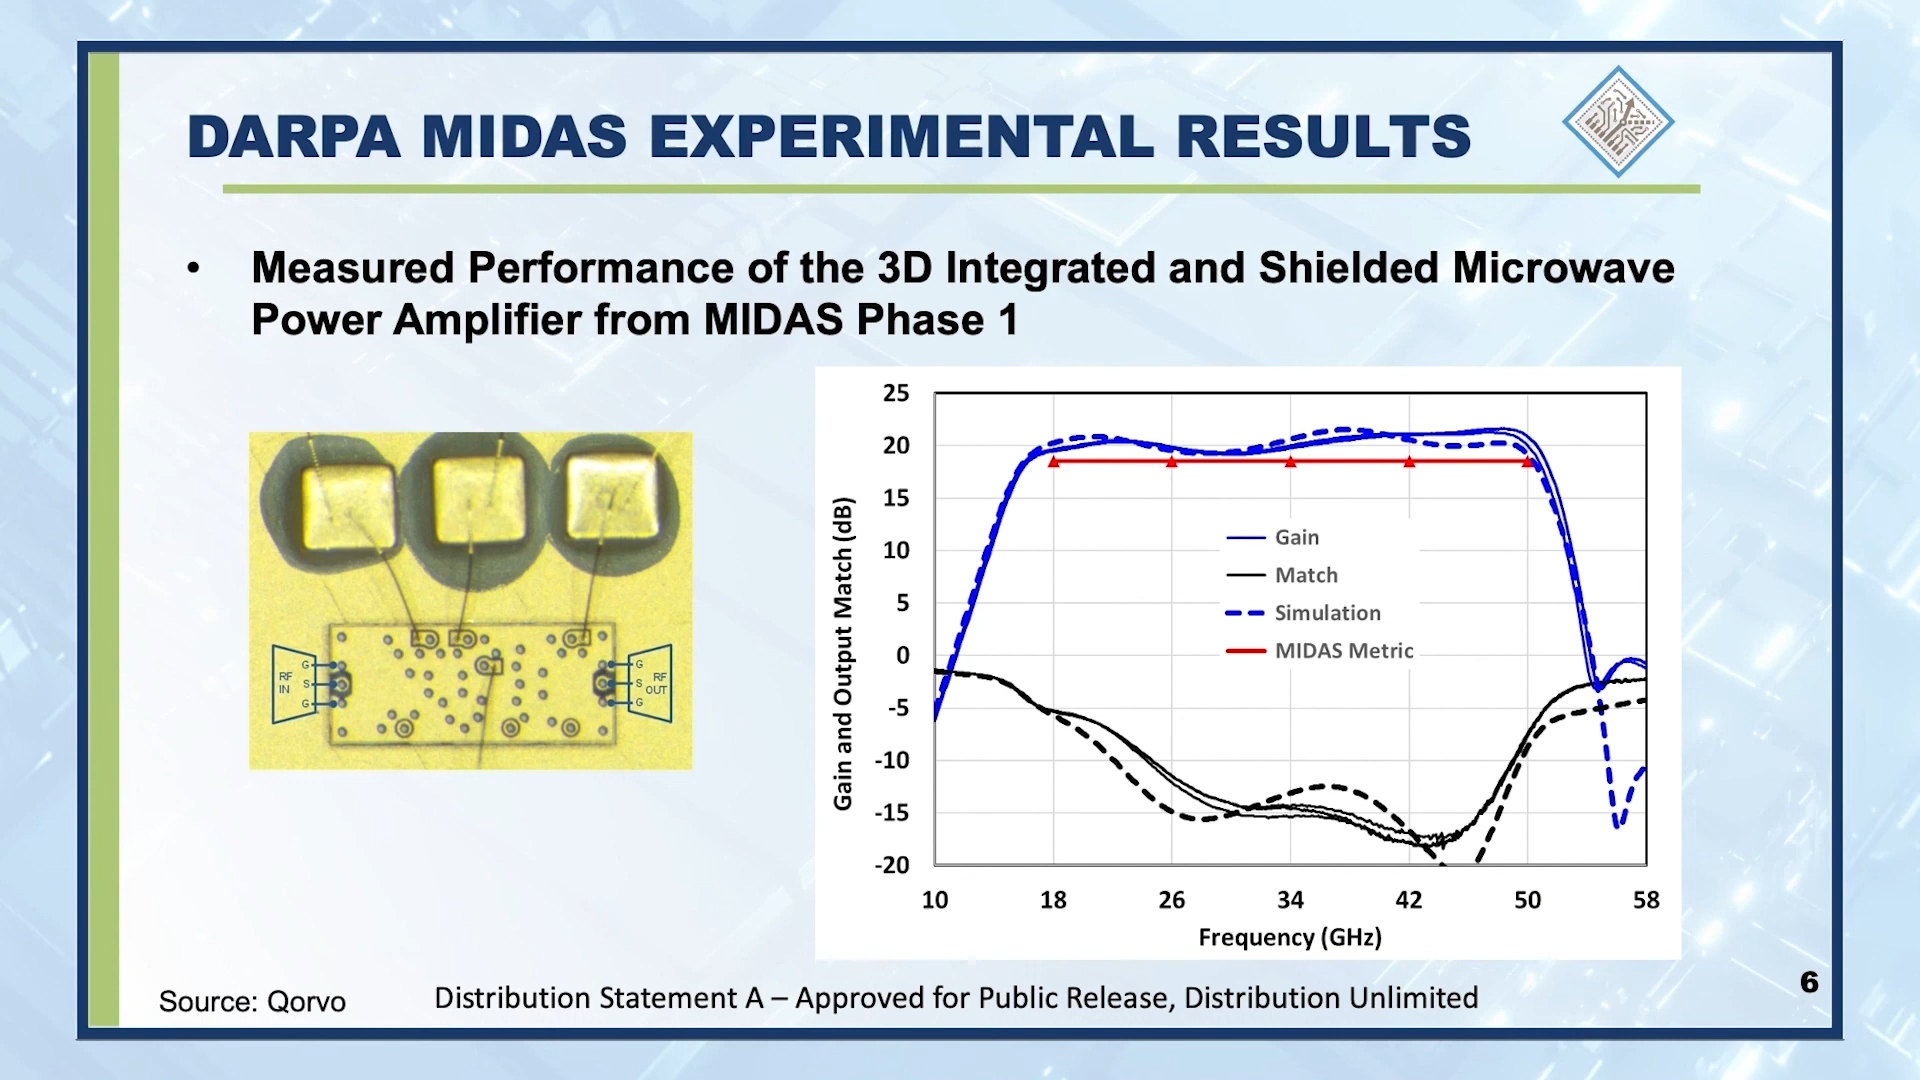 DARPA MIDAS EXPERIMENTAL RESULTS
• Measured Performance of the 3D Integrated and Shielded Microwave
Power Amplifier from MIDAS Phase 1
RF
IN
G
S
G
G
S
G
RF
OUT
Gain and Output Match (dB)
25
20
15
10
5
0
-5
-10
-15
-20
Gain
Match
Simulation
MIDAS Metric
10 18 26 34 42 50 58
Frequency (GHz)
Source: Qorvo
Distribution Statement A – Approved for Public Release, Distribution Unlimited
6